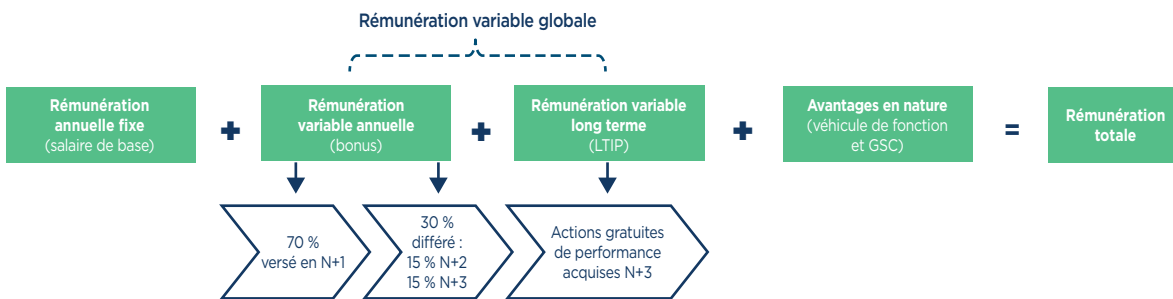 Rémunération variable globale
Rémunération
annuelle fixe
(salaire de base)
+
Rémunération
variable annuelle
(bonus)
+
Rémunération variable
long terme
(LTIP)
+
Avantages en nature
(véhicule de fonction
et GSC)
=
Rémunération
totale
70 %
versé en N+1
30 %
différé :
15 % N+2
15 % N+3
Actions gratuites
de performance
acquises N+3